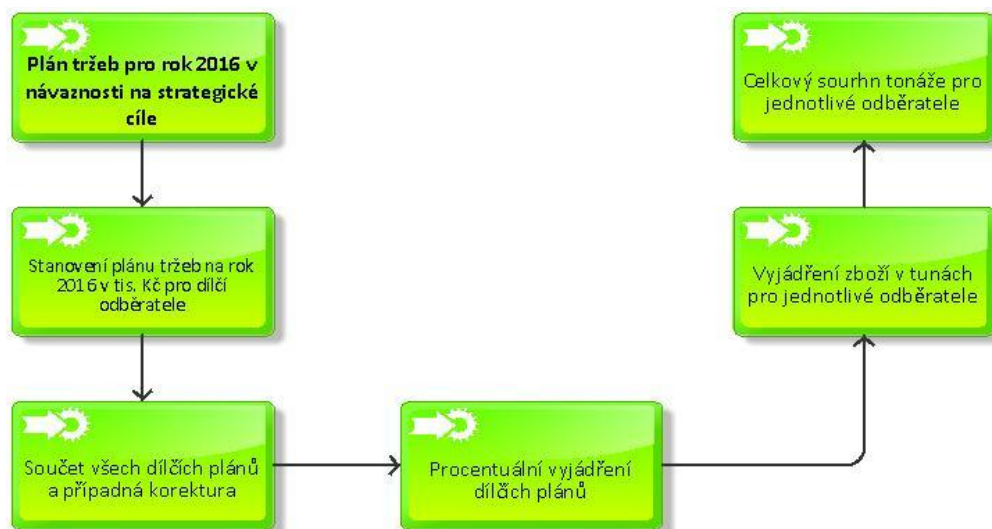 Plán tržeb pro rok 2016 v
návaznosti na strategické
cíle
Stanovení plánu tržeb na rok
2016 v tis. Kč pro dílčí
odběratele
Součet všech dílčích plánů
a případná korektura
Procentuální vyjádření
dílčích plánů
Vyjádření zboží v tunách
pro jednotlivé odběratele
Celkový sourhn tonáže pro
jednotlivé odběratele